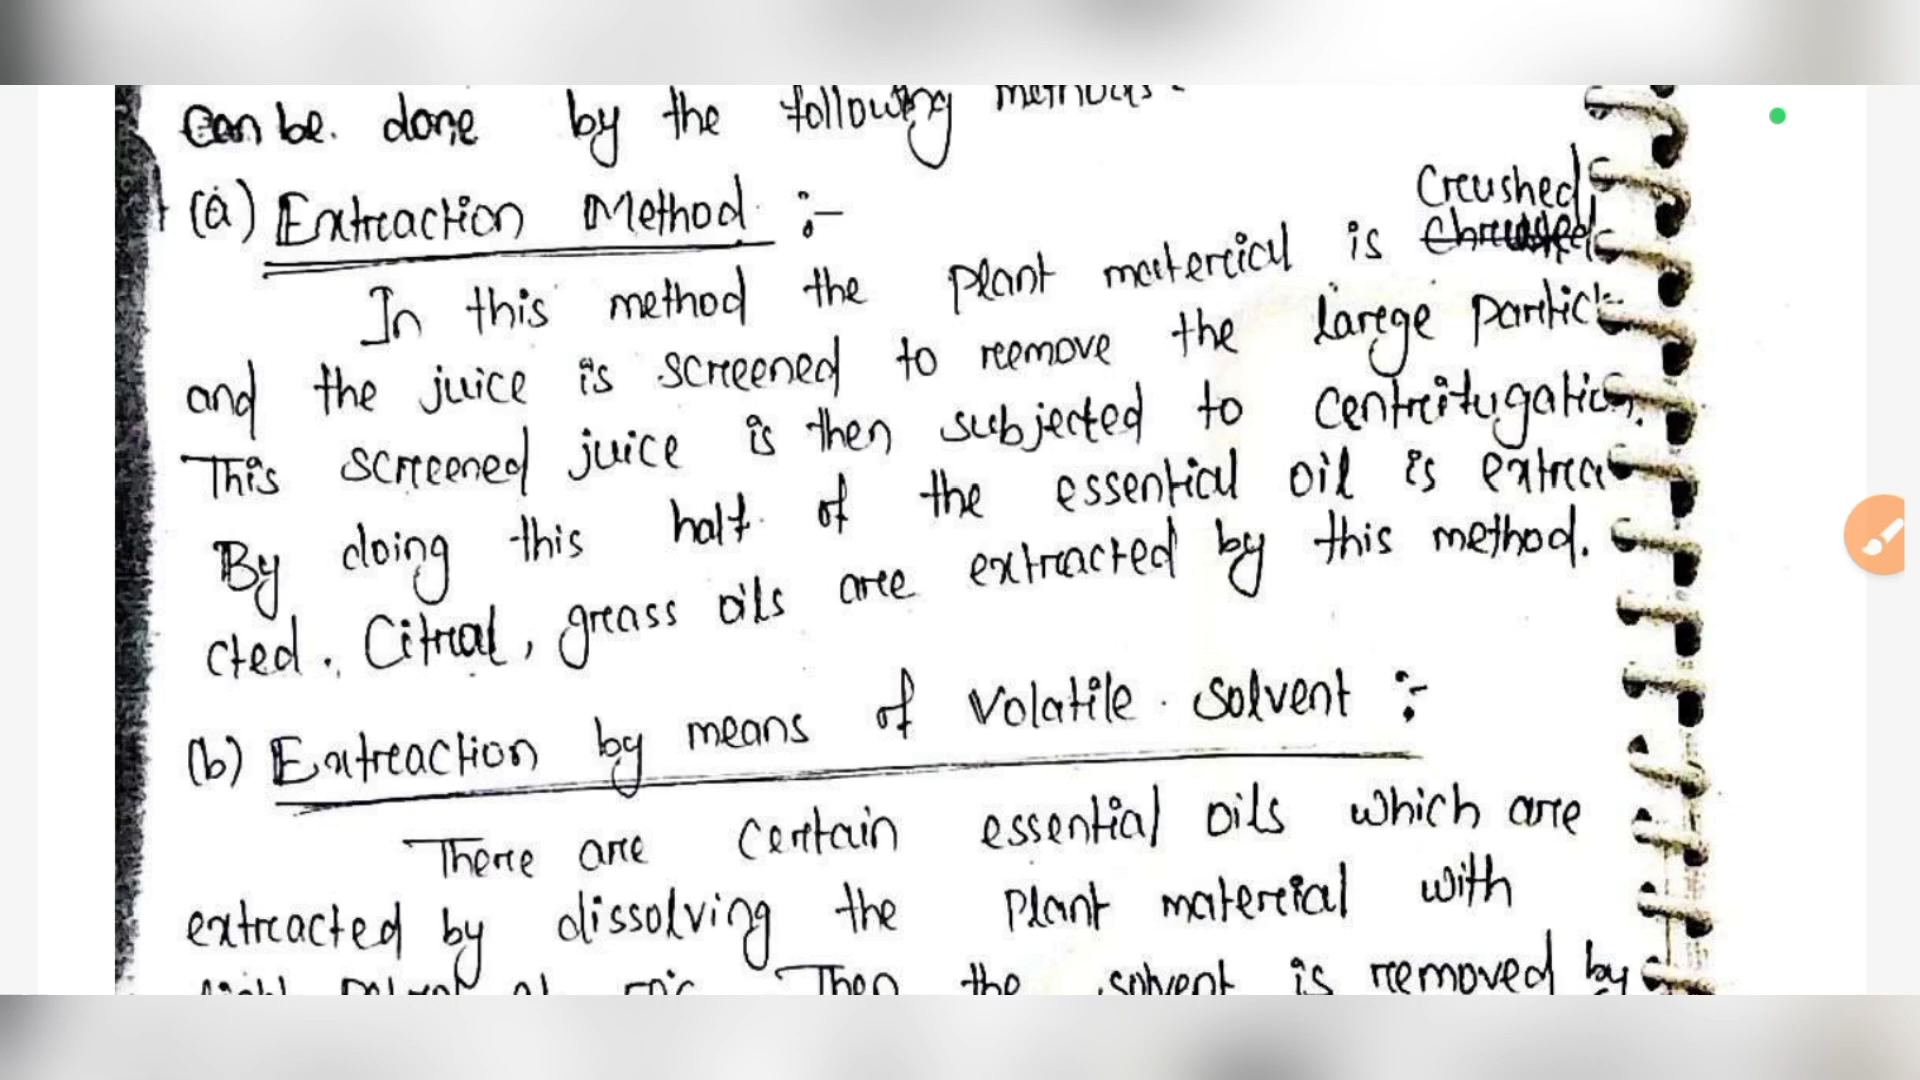 can be. done by the following methods:-
(a) Extraction Method :-
Crushed
In this method the plant material is
and the juice is screened to remove the large partic
This screened juice is then subjected to centrifugation.
By doing this half of the essential oil is extra
cted. Citral, grass oils are extracted by this method.
(b) Extraction by means of volatile solvent :-
There are certain essential oils which are
extracted by dissolving the plant material with
50°c. Then the solvent is removed by